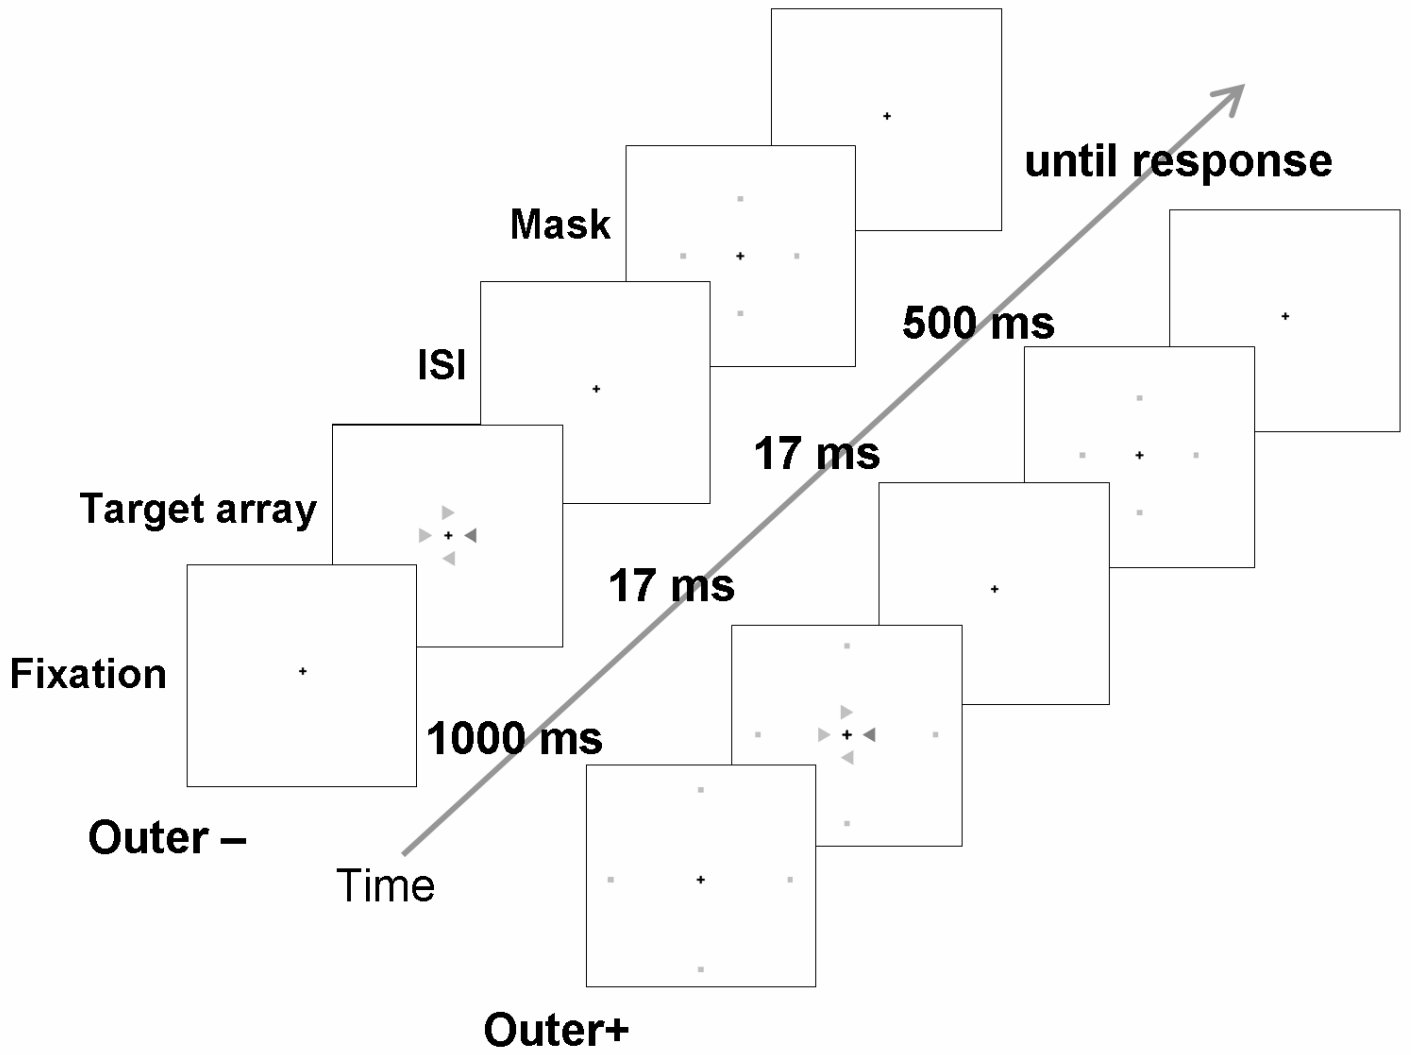 until response
Mask
500 ms
ISI
17 ms
Target array
17 ms
Fixation
1000 ms
Outer –
Time
Outer+